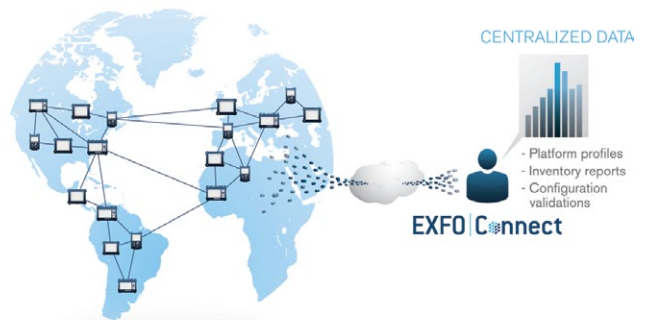 CENTRALIZED DATA
- Platform profiles
- Inventory reports
- Configuration
validations
EXFO Connect